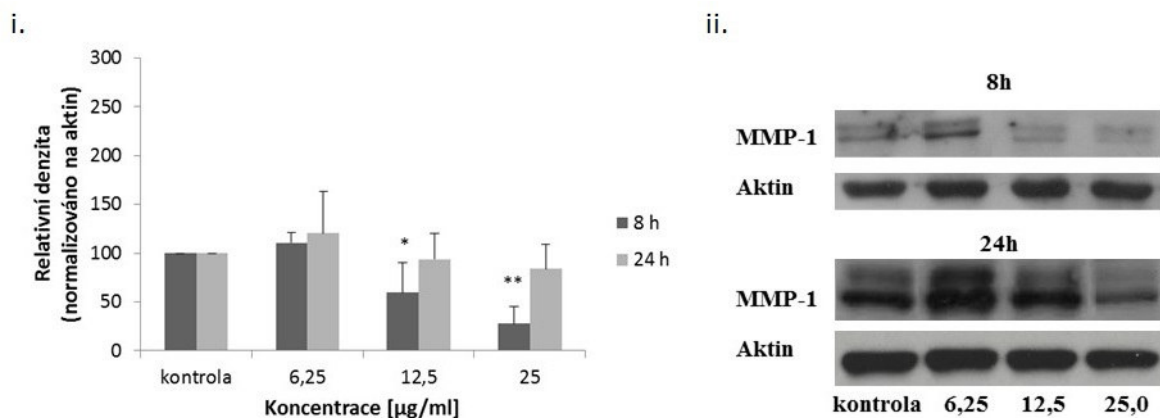 i.
300
250
200
150
100
50
0
Relativní denzita
(normalizováno na aktin)
*
**
kontrola 6,25 12,5 25
Koncentrace [µg/ml]
8 h
24 h
ii.
8h
MMP-1
Aktin
24h
MMP-1
Aktin
kontrola 6,25 12,5 25,0